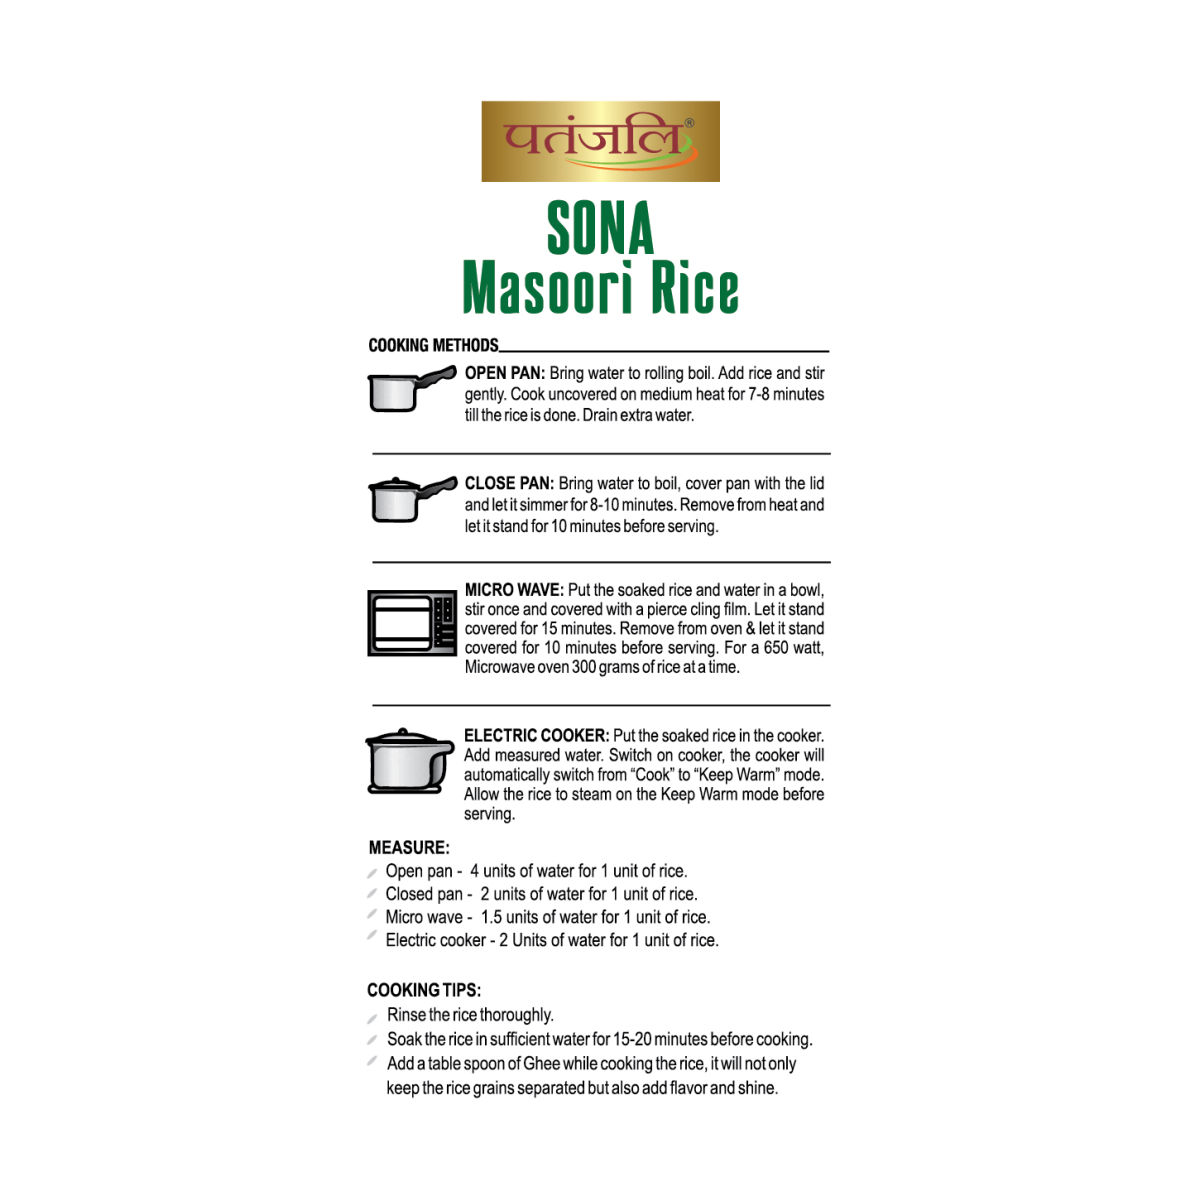 पतंजलि®
SONA
Masoori Rice
COOKING METHODS
OPEN PAN: Bring water to rolling boil. Add rice and stir
gently. Cook uncovered on medium heat for 7-8 minutes
till the rice is done. Drain extra water.
CLOSE PAN: Bring water to boil, cover pan with the lid
and let it simmer for 8-10 minutes. Remove from heat and
let it stand for 10 minutes before serving.
MICRO WAVE: Put the soaked rice and water in a bowl,
stir once and covered with a pierce cling film. Let it stand
covered for 15 minutes. Remove from oven & let it stand
covered for 10 minutes before serving. For a 650 watt,
Microwave oven 300 grams of rice at a time.
ELECTRIC COOKER: Put the soaked rice in the cooker.
Add measured water. Switch on cooker, the cooker will
automatically switch from “Cook” to “Keep Warm” mode.
Allow the rice to steam on the Keep Warm mode before
serving.
MEASURE:
Open pan - 4 units of water for 1 unit of rice.
Closed pan - 2 units of water for 1 unit of rice.
Micro wave - 1.5 units of water for 1 unit of rice.
Electric cooker - 2 Units of water for 1 unit of rice.
COOKING TIPS:
Rinse the rice thoroughly.
Soak the rice in sufficient water for 15-20 minutes before cooking.
Add a table spoon of Ghee while cooking the rice, it will not only
keep the rice grains separated but also add flavor and shine.